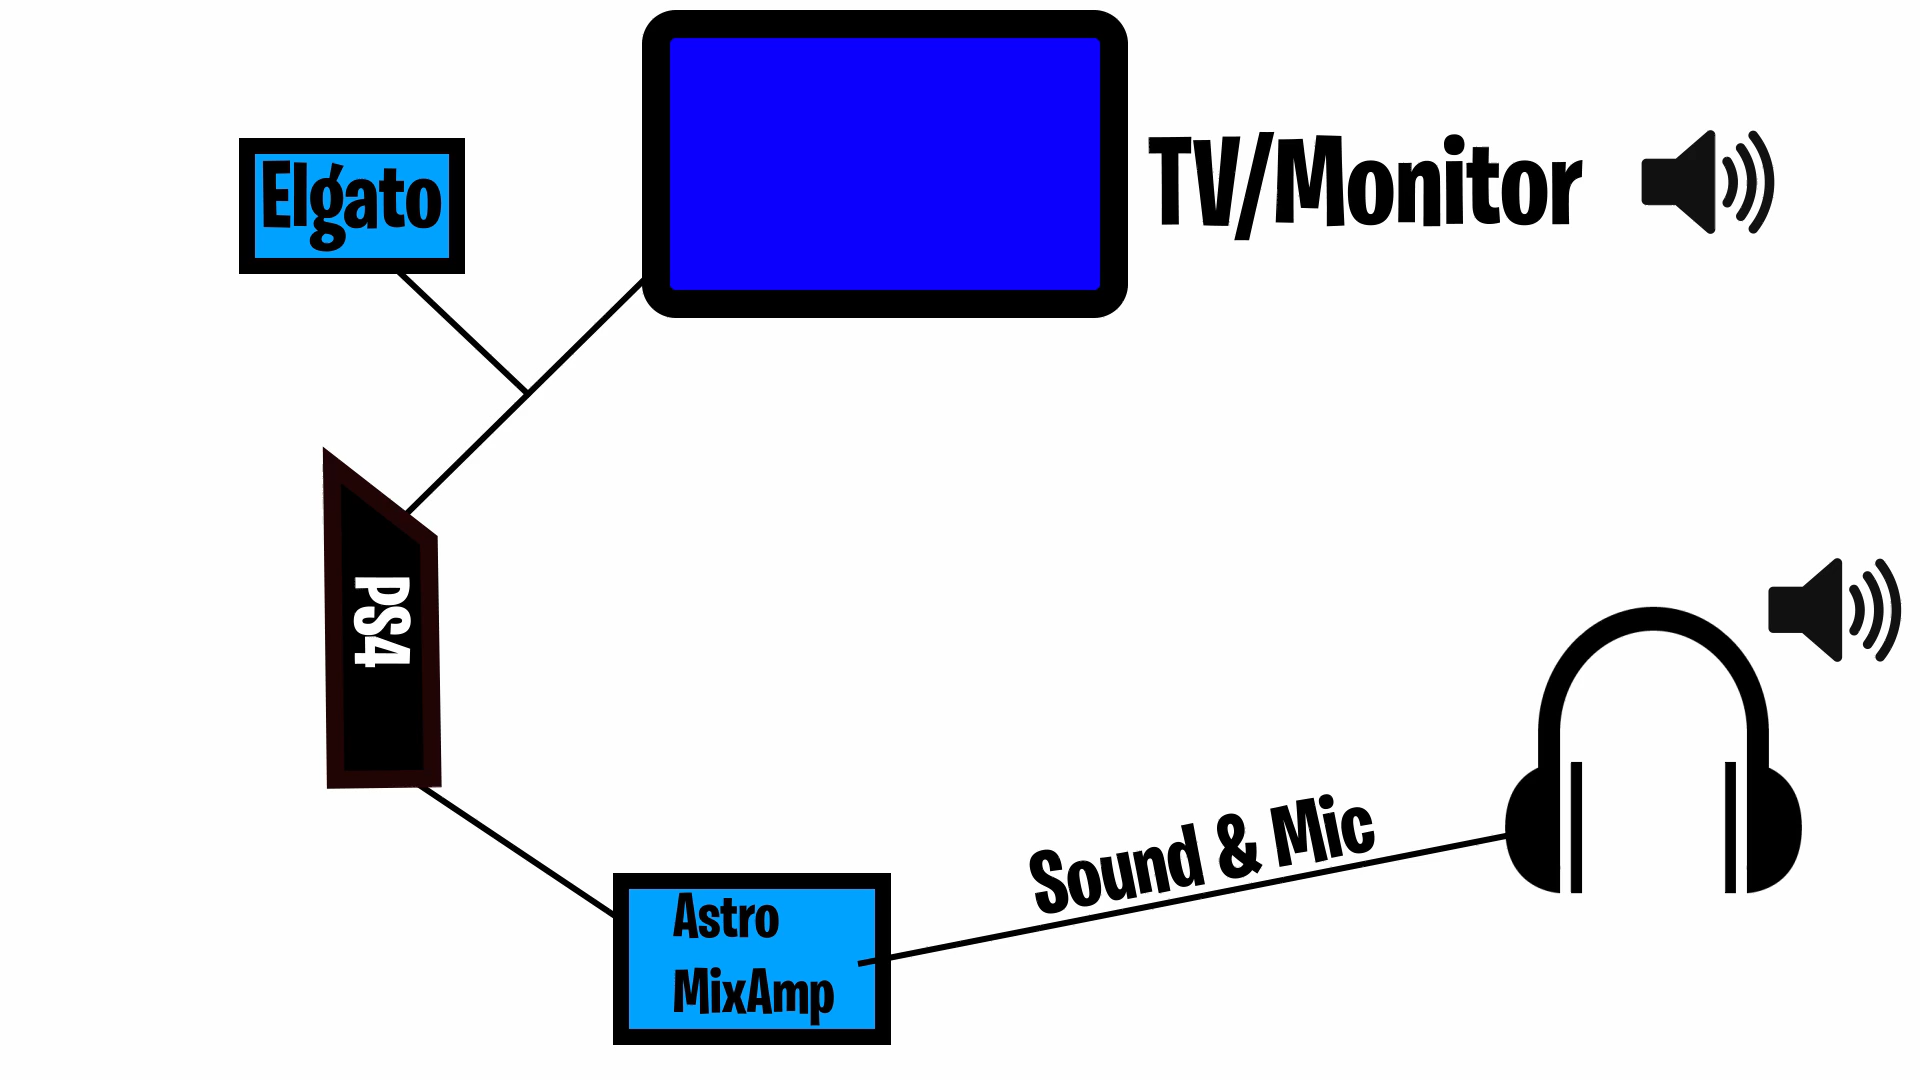 Elgato
TV/Monitor
PS4
Sound & Mic
Astro
MixAmp